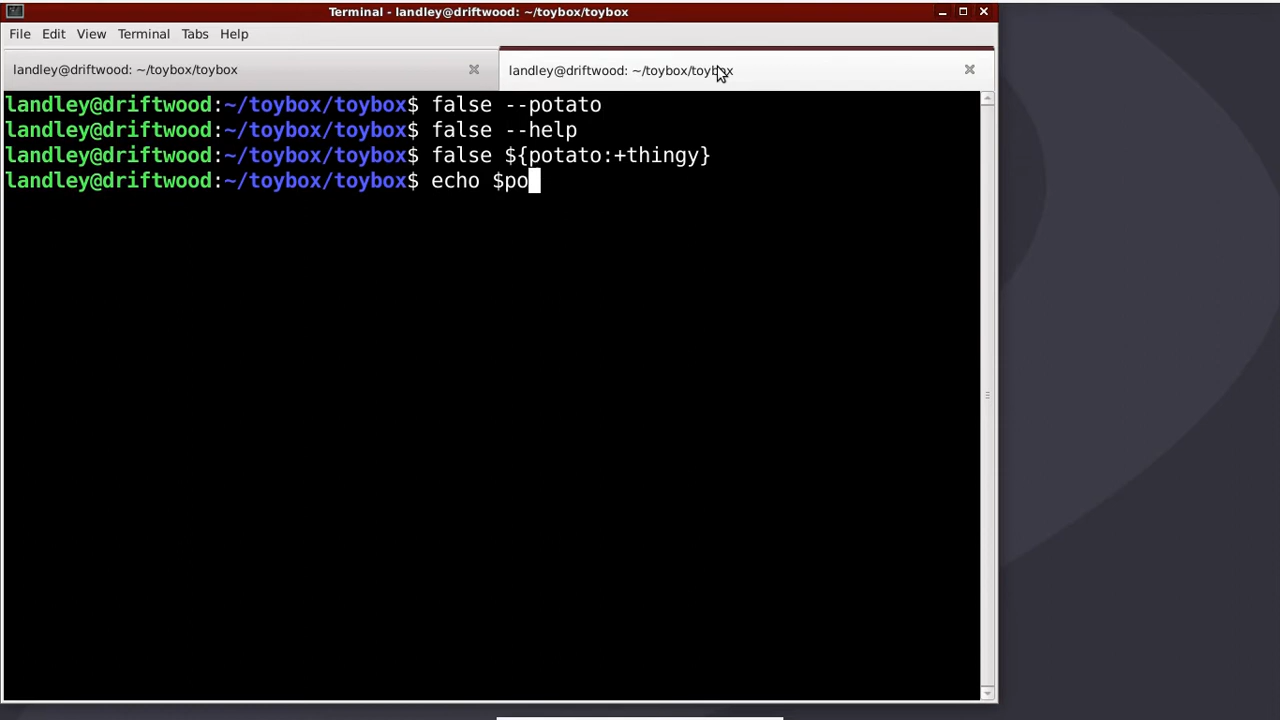 Terminal - landley@driftwood: ~/toybox/toybox
File Edit View Terminal Tabs Help
landley@driftwood: ~/toybox/toybox
landley@driftwood: ~/toybox/toybox
landley@driftwood:~/toybox/toybox$ false --potato
landley@driftwood:~/toybox/toybox$ false --help
landley@driftwood:~/toybox/toybox$ false ${potato:+thingy}
landley@driftwood:~/toybox/toybox$ echo $po